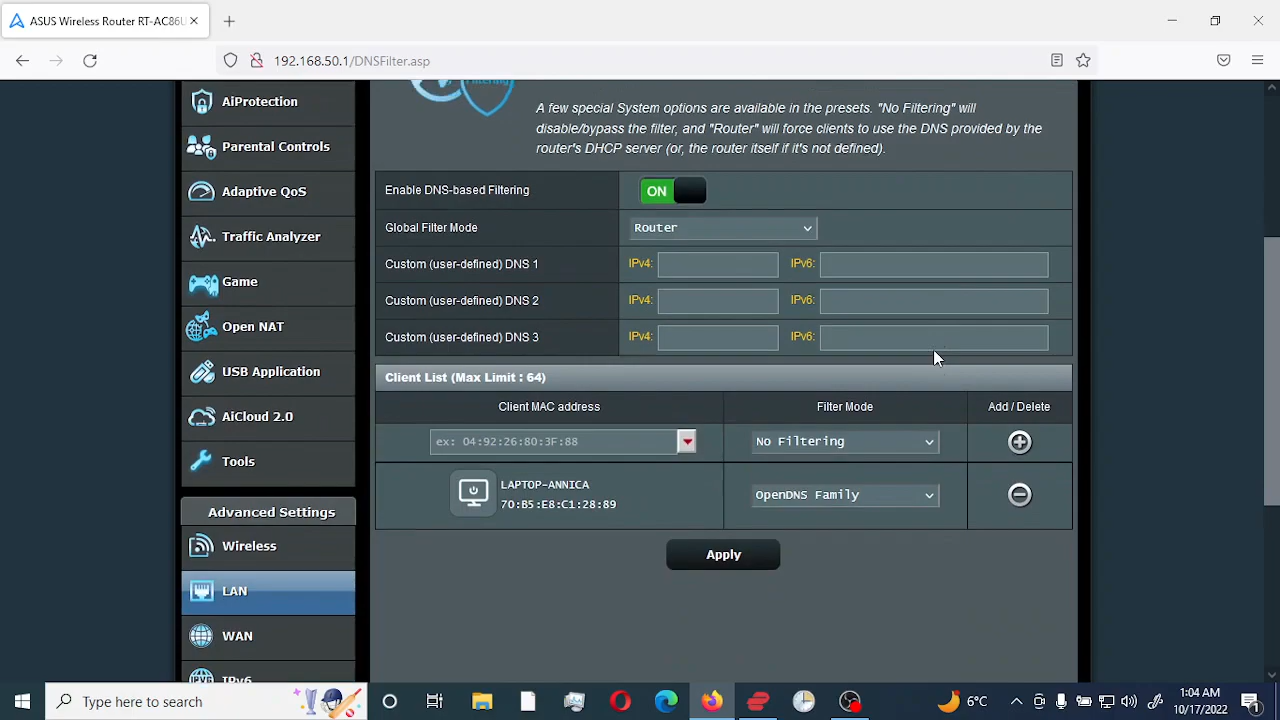 ASUS Wireless Router RT-AC86U
192.168.50.1/DNSFilter.asp
Filtering
A few special System options are available in the presets. "No Filtering" will
disable/bypass the filter, and "Router" will force clients to use the DNS provided by the
router's DHCP server (or, the router itself if it's not defined).
AiProtection
Parental Controls
Adaptive QoS
Traffic Analyzer
Game
Open NAT
USB Application
AiCloud 2.0
Tools
Advanced Settings
Wireless
LAN
WAN
IPv6
Enable DNS-based Filtering
ON
Global Filter Mode
Router
Custom (user-defined) DNS 1
IPv4:
IPv6:
Custom (user-defined) DNS 2
IPv4:
IPv6:
Custom (user-defined) DNS 3
IPv4:
IPv6:
Client List (Max Limit : 64)
Client MAC address
Filter Mode
Add / Delete
ex: 04:92:26:80:3F:88
No Filtering
LAPTOP-ANNICA
70:B5:E8:C1:28:89
OpenDNS Family
Apply
Type here to search
6°C
1:04 AM
10/17/2022
1